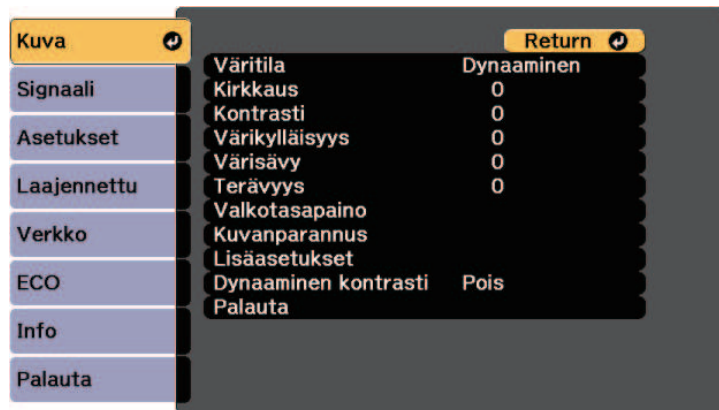 Kuva
Signaali
Asetukset
Laajennettu
Verkko
ECO
Info
Palauta
Return
Väritila Dynaaminen
Kirkkaus 0
Kontrasti 0
Värikylläisyys 0
Värisävy 0
Terävyys 0
Valkotasapaino
Kuvanparannus
Lisäasetukset
Dynaaminen kontrasti Pois
Palauta